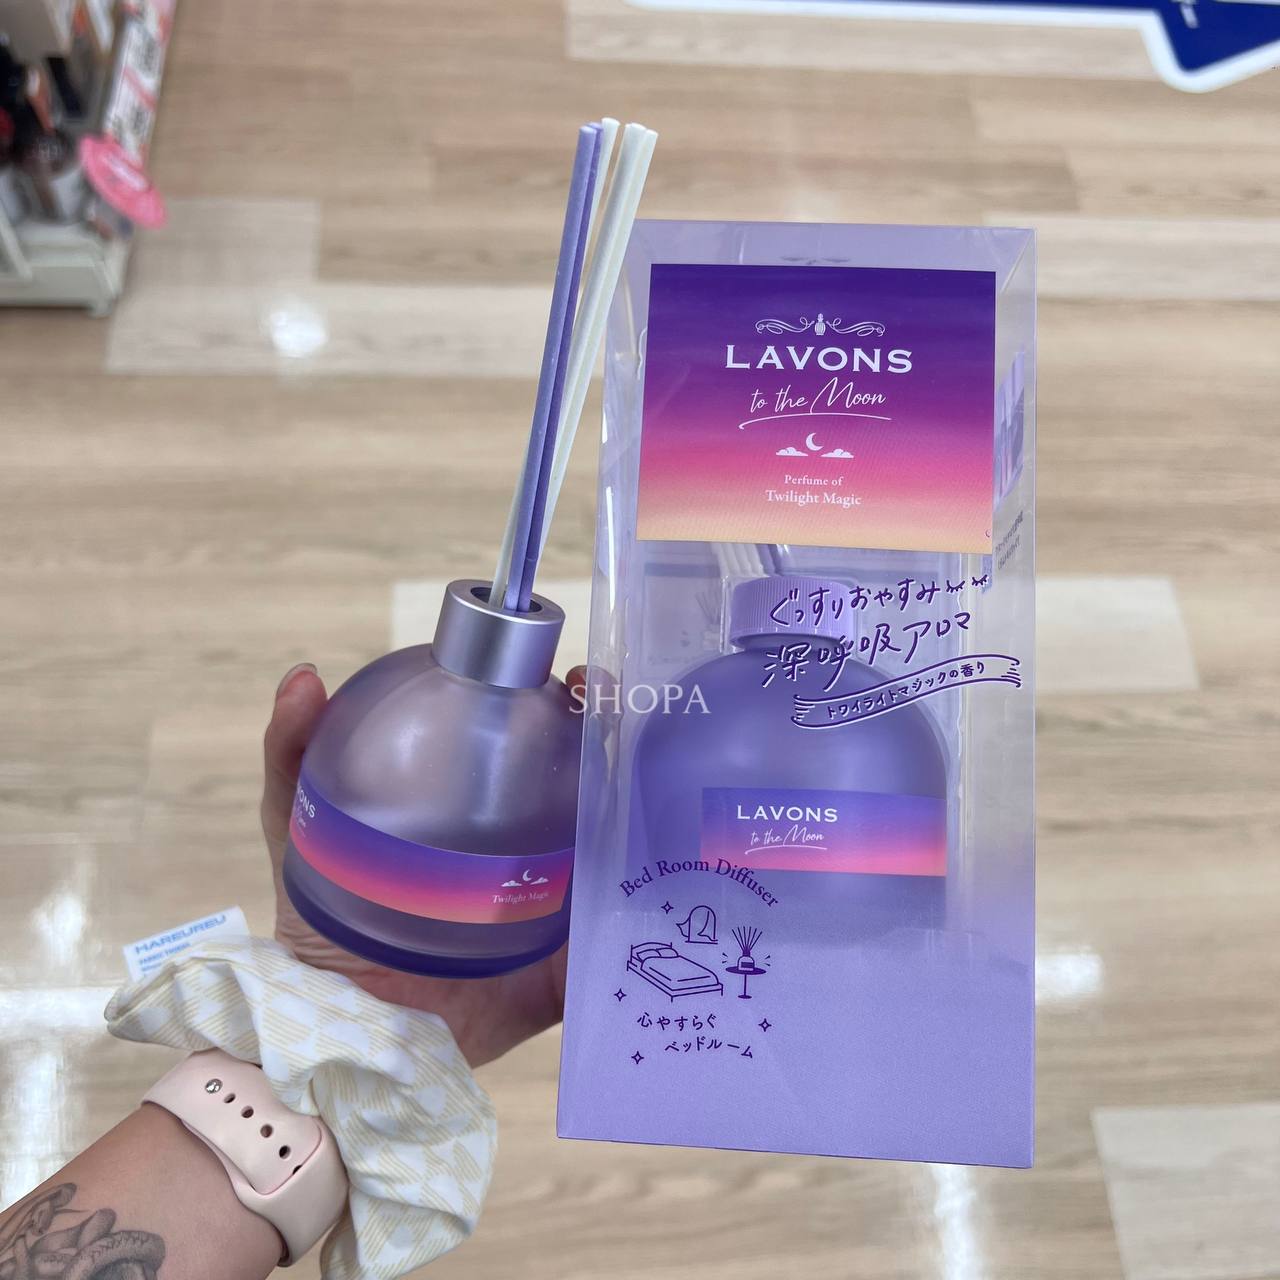 LAVONS
to the Moon
Perfume of
Twilight Magic
ぐっすりおやすみ
深呼吸アロマ
トワイライトマジックの香り
SHOPA
LAVONS
to the Moon
Bed Room Diffuser
心やすらぐ
ベッドルーム
Twilight Magic
HAREUREU